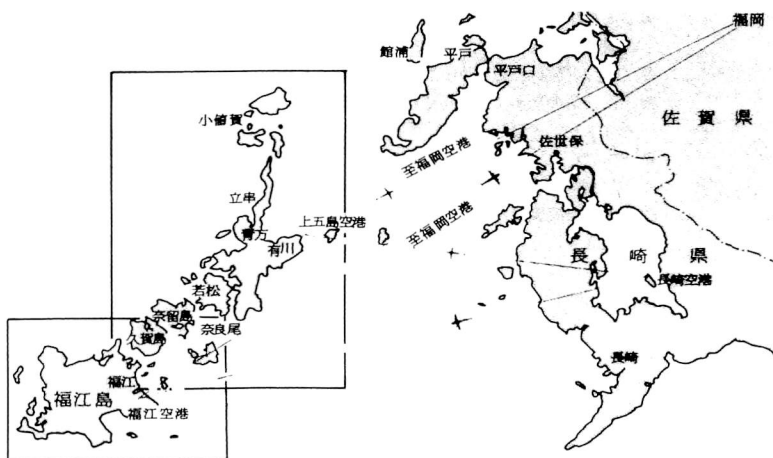 福岡
館浦
平戸
平戸口
佐賀県
小値賀
佐世保
8
至福岡空港
立串
上五島空港
至福岡空港
青方
有川
長崎県
若松
長崎空港
奈留島
奈良尾
久賀島
長崎
福江
8.
福江島
福江空港